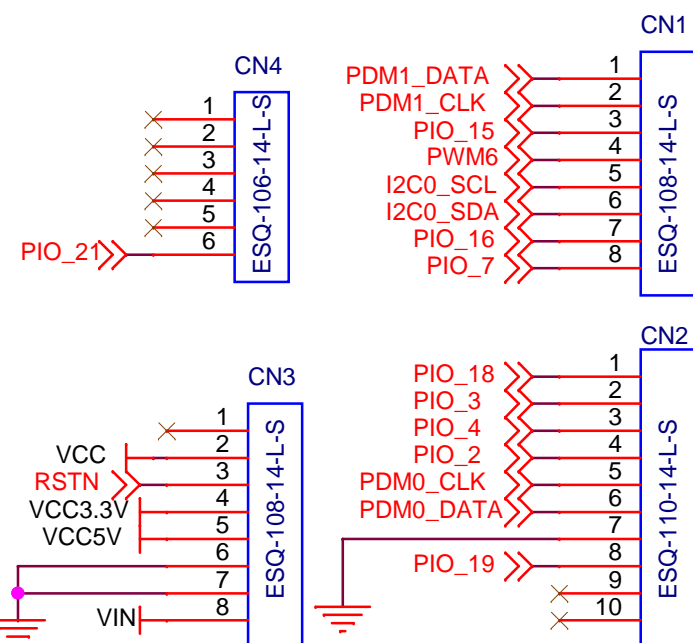 CN4
1
2
3
4
5
PIO_21 6
ESQ-106-14-L-S
CN1
PDM1_DATA 1
PDM1_CLK 2
PIO_15 3
PWM6 4
I2C0_SCL 5
I2C0_SDA 6
PIO_16 7
PIO_7 8
ESQ-108-14-L-S
CN3
1
VCC 2
RSTN 3
VCC3.3V 4
VCC5V 5
6
7
VIN 8
ESQ-108-14-L-S
CN2
PIO_18 1
PIO_3 2
PIO_4 3
PIO_2 4
PDM0_CLK 5
PDM0_DATA 6
7
PIO_19 8
9
10
ESQ-110-14-L-S